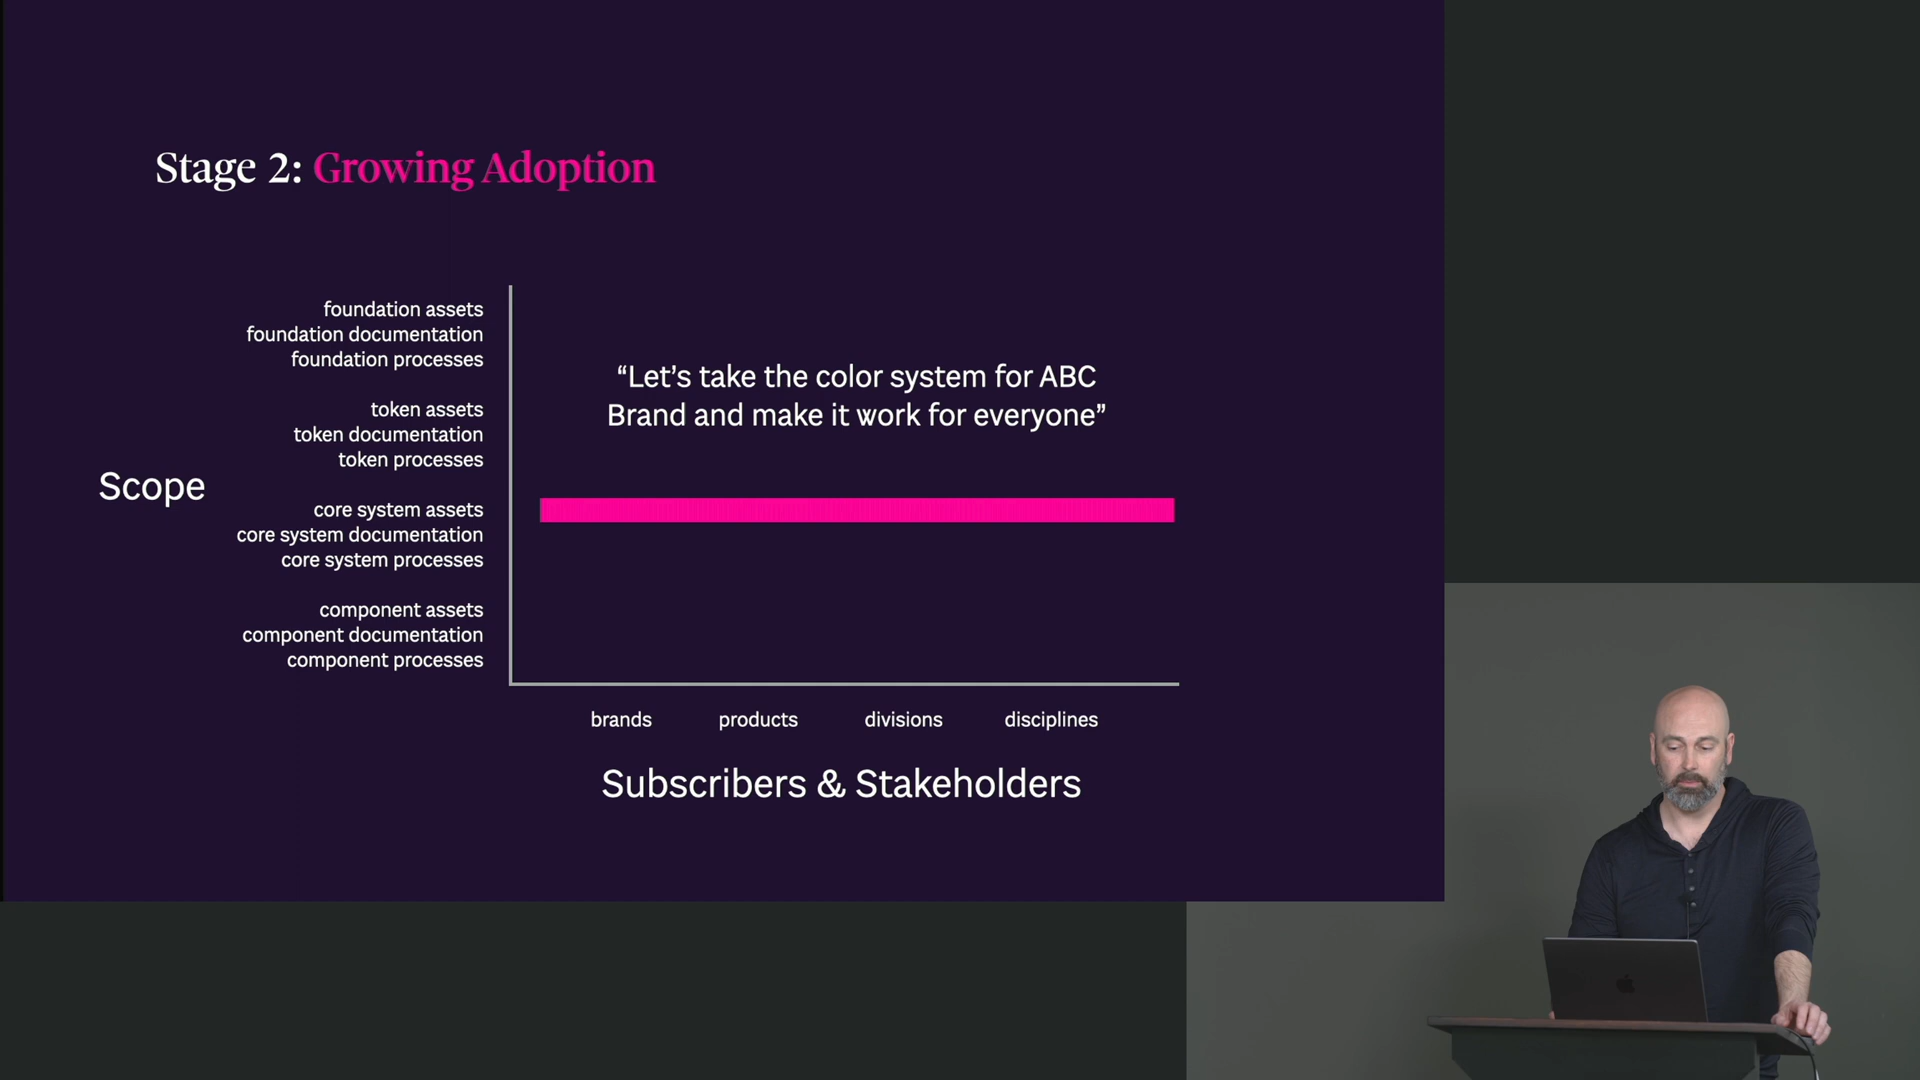 Stage 2: Growing Adoption
foundation assets
foundation documentation
foundation processes
token assets
token documentation
token processes
Scope
core system assets
core system documentation
core system processes
component assets
component documentation
component processes
“Let’s take the color system for ABC
Brand and make it work for everyone”
brands
products
divisions
disciplines
Subscribers & Stakeholders